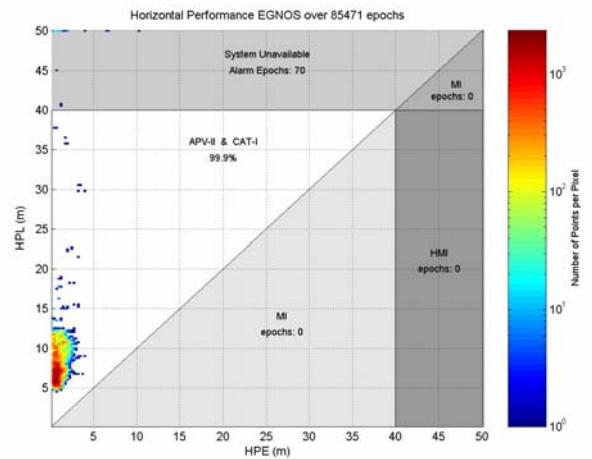 Horizontal Performance EGNOS over 85471 epochs
50
45
40
35
30
25
20
15
10
5
HPL (m)
System Unavailable
Alarm Epochs: 70
MI
epochs: 0
APV-II & CAT-I
99.9%
HMI
epochs: 0
MI
epochs: 0
5 10 15 20 25 30 35 40 45 50
HPE (m)
10^3
10^2
10^1
10^0
Number of Points per Pixel